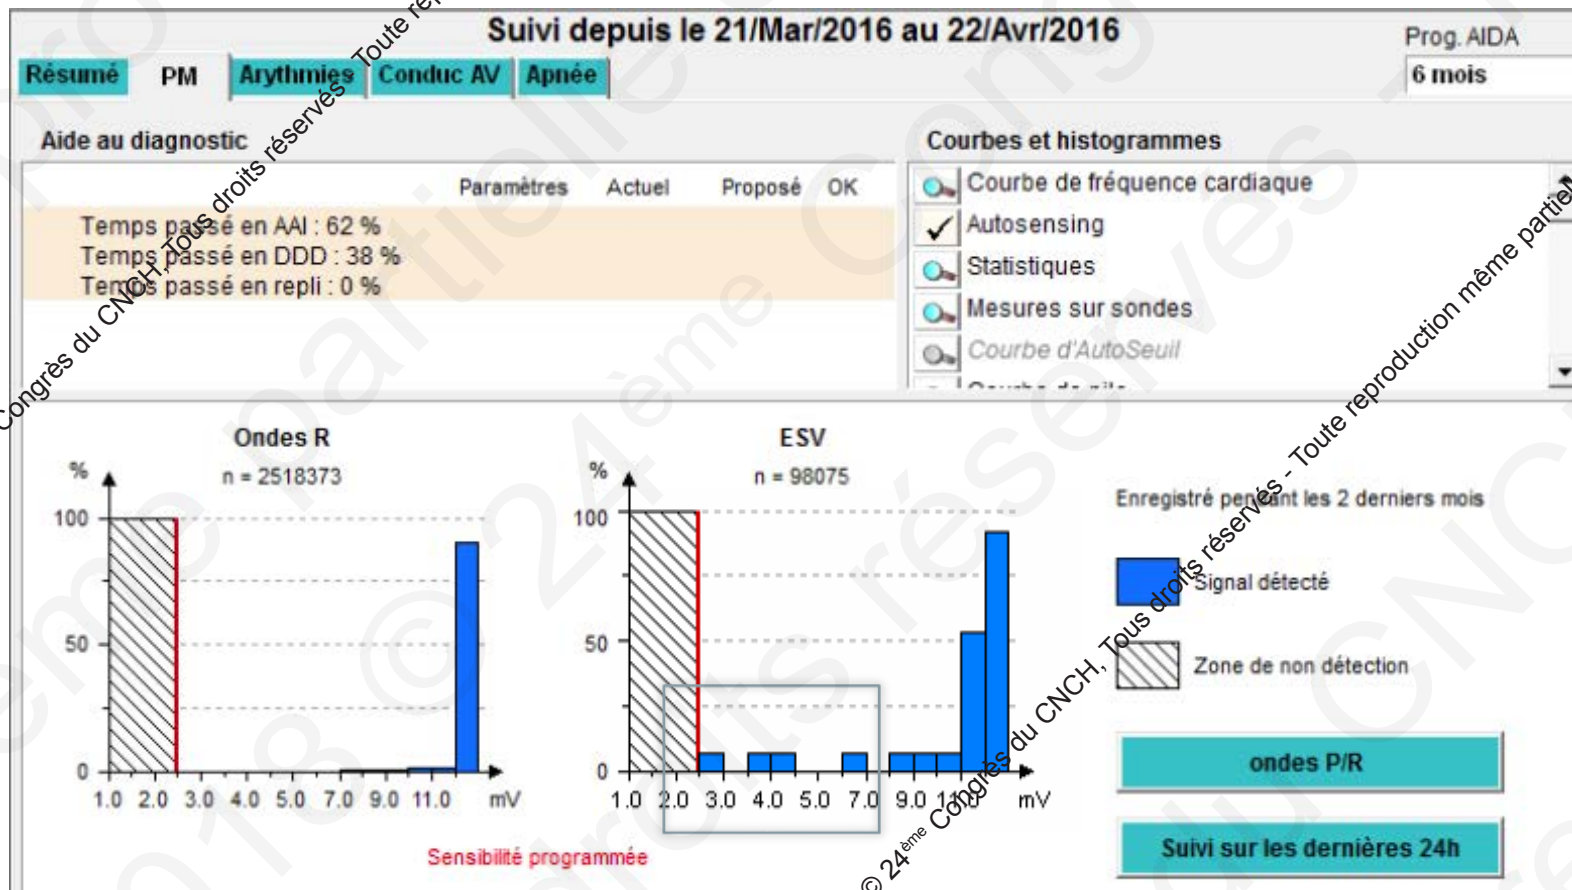 Suivi depuis le 21/Mar/2016 au 22/Avr/2016
Prog. AIDA
6 mois
Résumé PM Arythmies Conduc AV Apnée
Aide au diagnostic
Paramètres Actuel Proposé OK
Temps passé en AAI : 62 %
Temps passé en DDD : 38 %
Temps passé en repli : 0 %
Courbes et histogrammes
Courbe de fréquence cardiaque
Autosensing
Statistiques
Mesures sur sondes
Courbe d'AutoSeuil
Ondes R
n = 2518373
%
100
50
0
1.0 2.0 3.0 4.0 5.0 7.0 9.0 11.0 mV
ESV
n = 98075
%
100
50
0
1.0 2.0 3.0 4.0 5.0 7.0 9.0 11.0 mV
Sensibilité programmée
Enregistré pendant les 2 derniers mois
Signal détecté
Zone de non détection
ondes P/R
Suivi sur les dernières 24h
Congrès du CNCH, Tous droits réservés - Toute rep
© 24ème Congrès du CNCH, Tous droits réservés - Toute reproduction même partielle